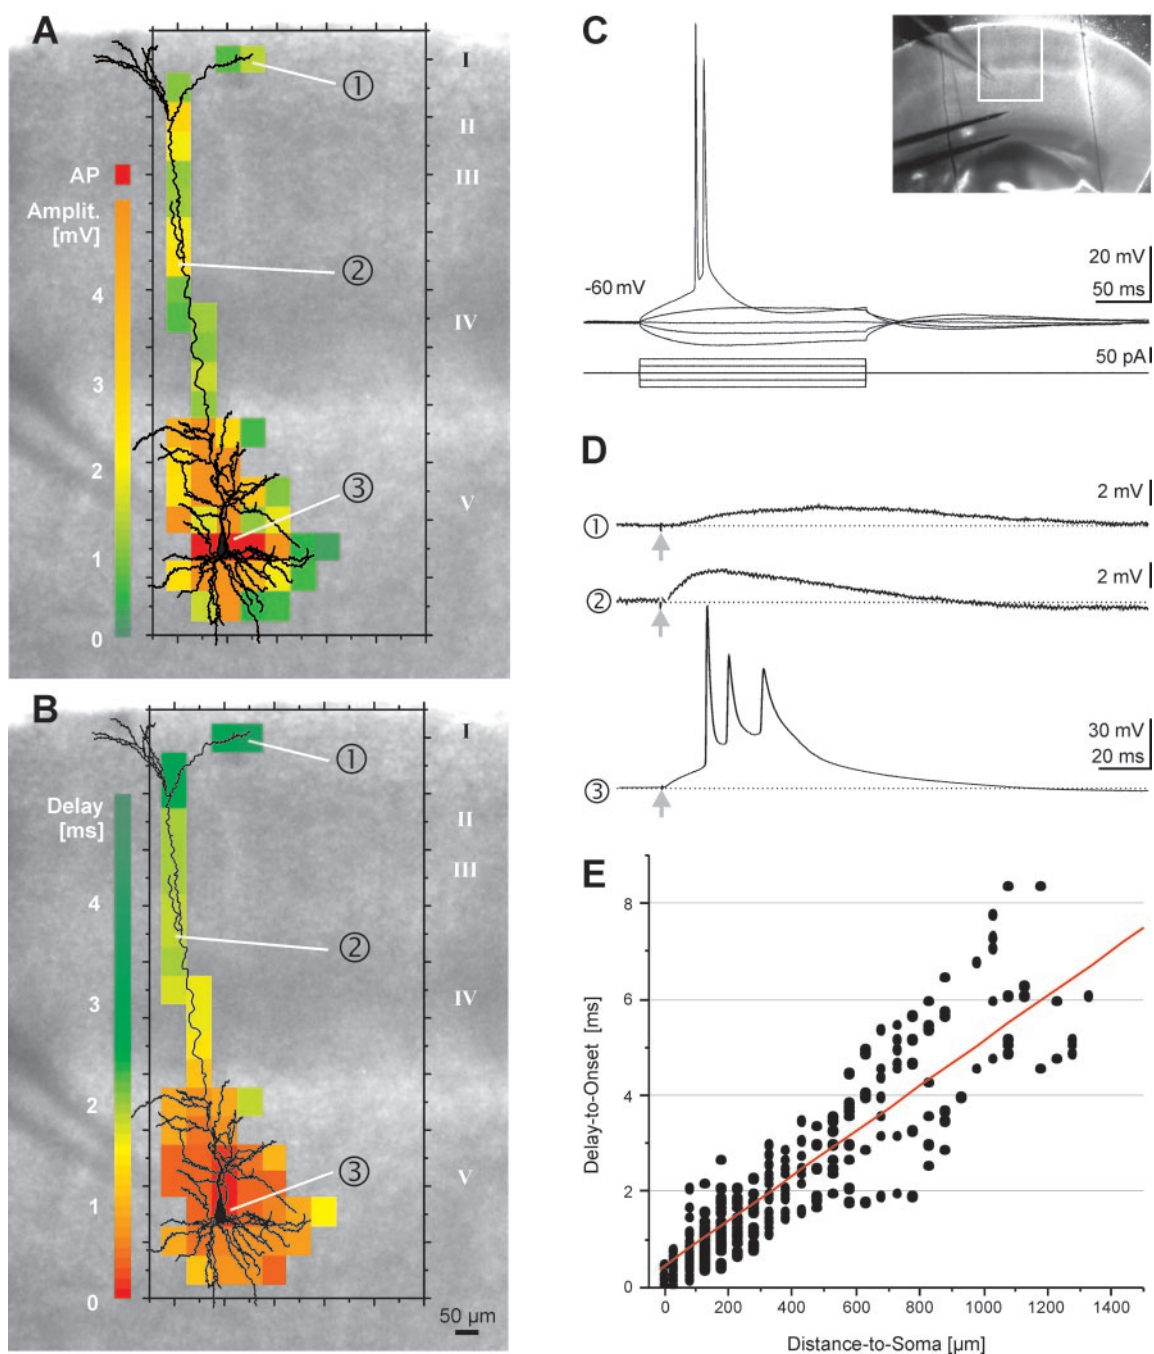 A
①
I
II
AP
III
Amplit.
[mV]
②
4
IV
3
2
③
V
1
0
B
①
I
Delay
[ms]
II
III
4
②
3
IV
2
③
V
1
0
50 µm
C
20 mV
50 ms
-60 mV
50 pA
D
2 mV
①
2 mV
②
30 mV
20 ms
③
E
8
6
4
2
0
Delay-to-Onset [ms]
0 200 400 600 800 1000 1200 1400
Distance-to-Soma [µm]